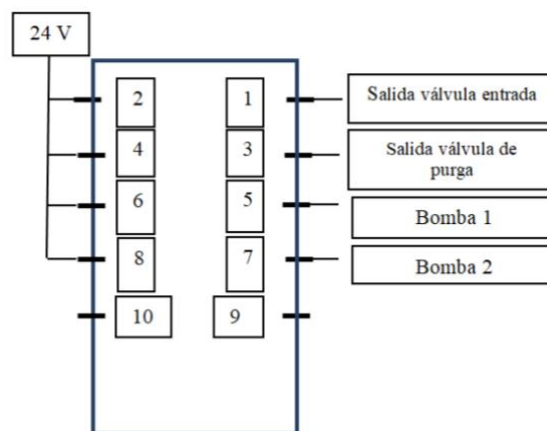 24 V
2 1 Salida válvula entrada
4 3 Salida válvula de
purga
6 5 Bomba 1
8 7 Bomba 2
10 9